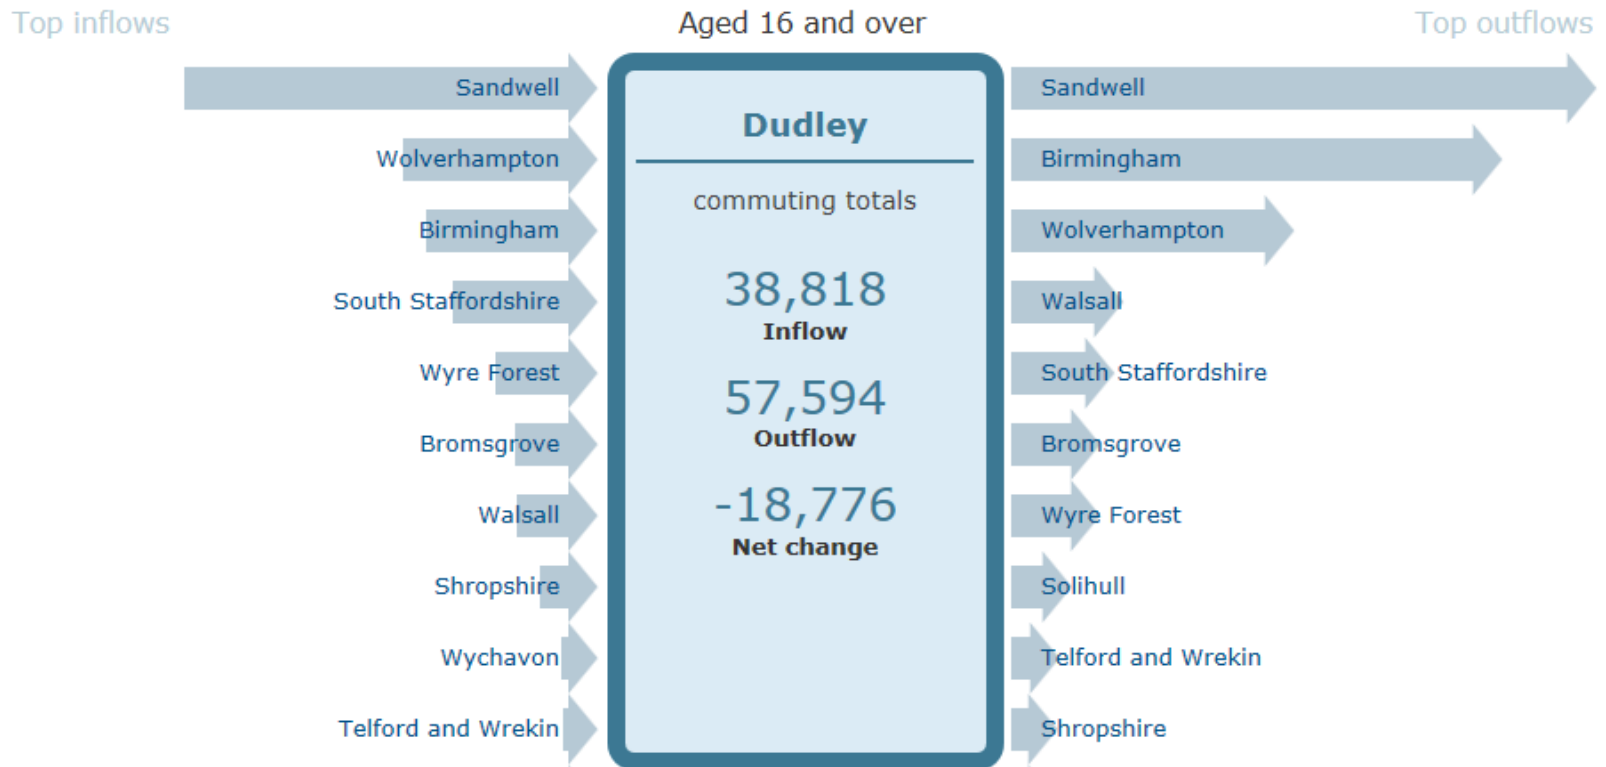 Top inflows
Aged 16 and over
Top outflows
Sandwell
Wolverhampton
Birmingham
South Staffordshire
Wyre Forest
Bromsgrove
Walsall
Shropshire
Wychavon
Telford and Wrekin
Dudley
commuting totals
38,818
Inflow
57,594
Outflow
-18,776
Net change
Sandwell
Birmingham
Wolverhampton
Walsall
South Staffordshire
Bromsgrove
Wyre Forest
Solihull
Telford and Wrekin
Shropshire